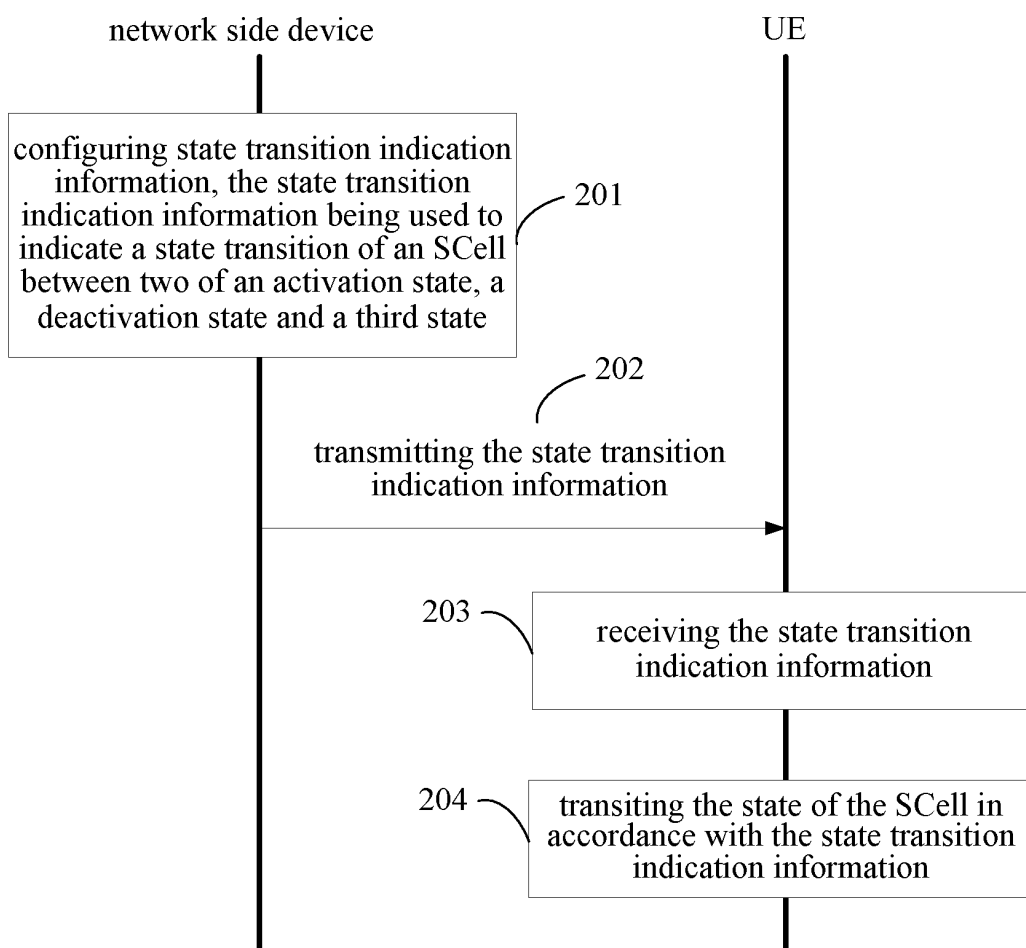 network side device
UE
configuring state transition indication
information, the state transition
indication information being used to
indicate a state transition of an SCell
between two of an activation state, a
deactivation state and a third state
201
202
transmitting the state transition
indication information
203
receiving the state transition
indication information
204
transiting the state of the SCell in
accordance with the state transition
indication information